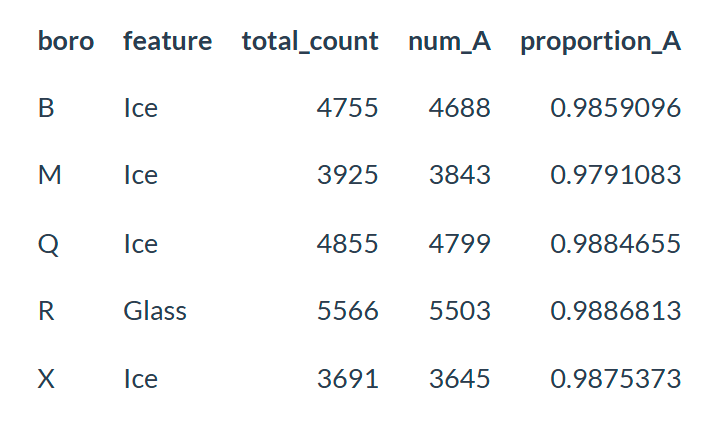 boro feature total_count num_A proportion_A
B Ice 4755 4688 0.9859096
M Ice 3925 3843 0.9791083
Q Ice 4855 4799 0.9884655
R Glass 5566 5503 0.9886813
X Ice 3691 3645 0.9875373